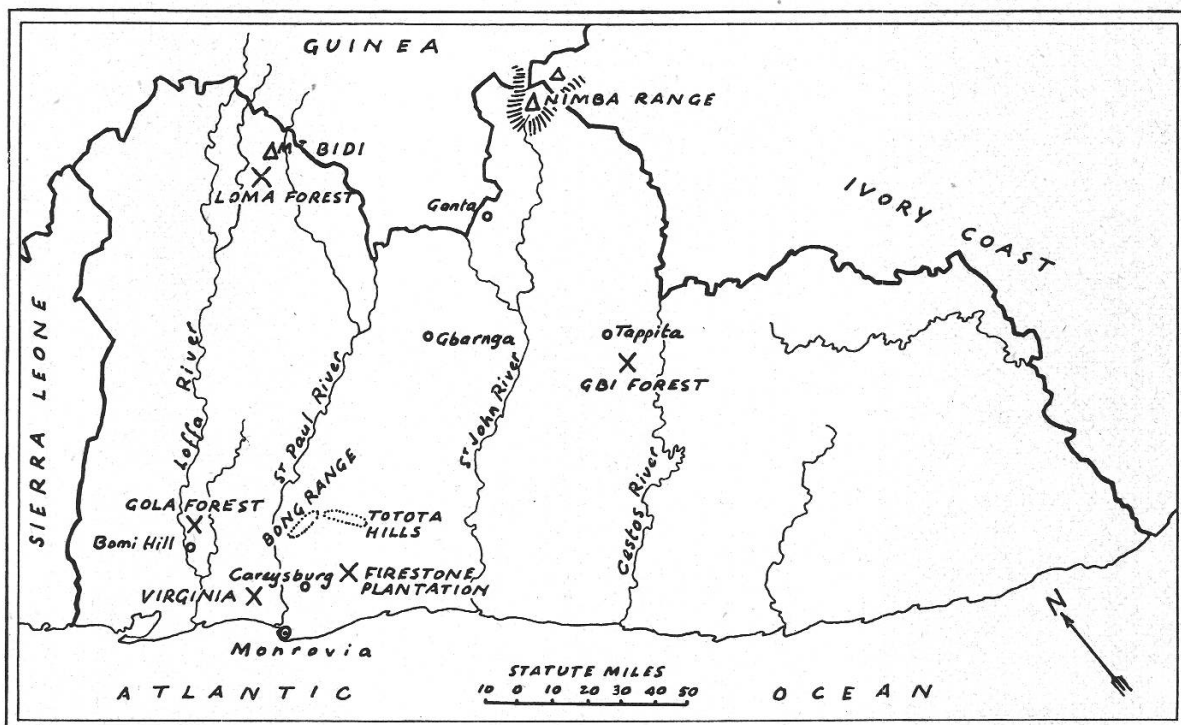 GUINEA
NIMBA RANGE
MT BIDI
LOMA FOREST
Ganta
IVORY COAST
SIERRA LEONE
Loffa River
St Paul River
Gbarnga
St John River
Tappita
GBI FOREST
Castos River
GOLA FOREST
BONG RANGE
TOTOTA
HILLS
Bomi Hill
Careysburg
FIRESTONE
PLANTATION
VIRGINIA
Monrovia
N
STATUTE MILES
10 0 10 20 30 40 50
ATLANTIC OCEAN